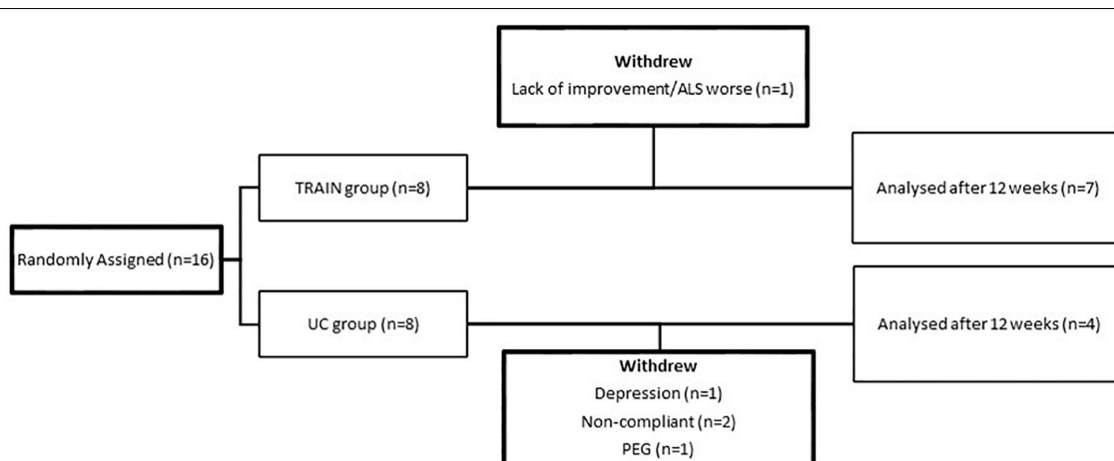 Withdrew
Lack of improvement/ALS worse (n=1)
TRAIN group (n=8)
Analysed after 12 weeks (n=7)
Randomly Assigned (n=16)
UC group (n=8)
Analysed after 12 weeks (n=4)
Withdrew
Depression (n=1)
Non-compliant (n=2)
PEG (n=1)